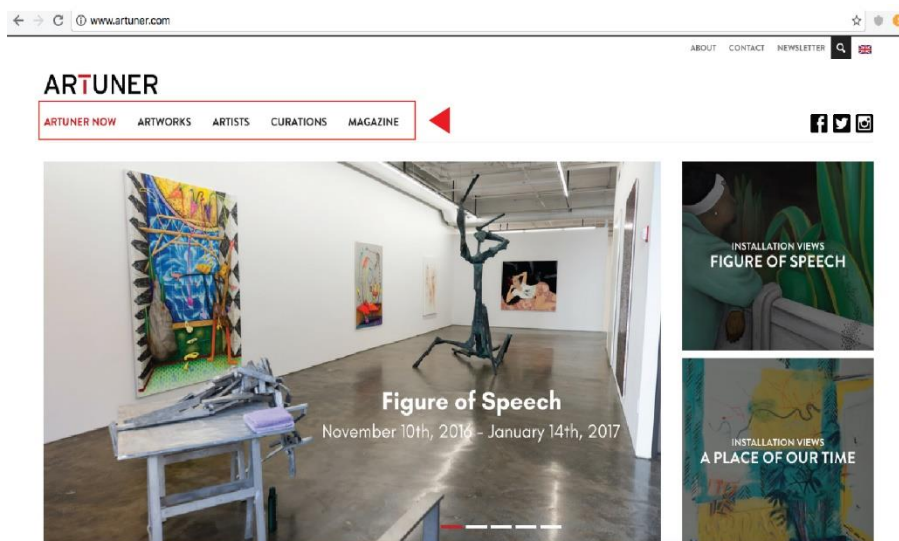 www.artuner.com
ABOUT CONTACT NEWSLETTER
ARTUNER
ARTUNER NOW ARTWORKS ARTISTS CURATIONS MAGAZINE
INSTALLATION VIEWS
FIGURE OF SPEECH
Figure of Speech
November 10th, 2016 - January 14th, 2017
INSTALLATION VIEWS
A PLACE OF OUR TIME